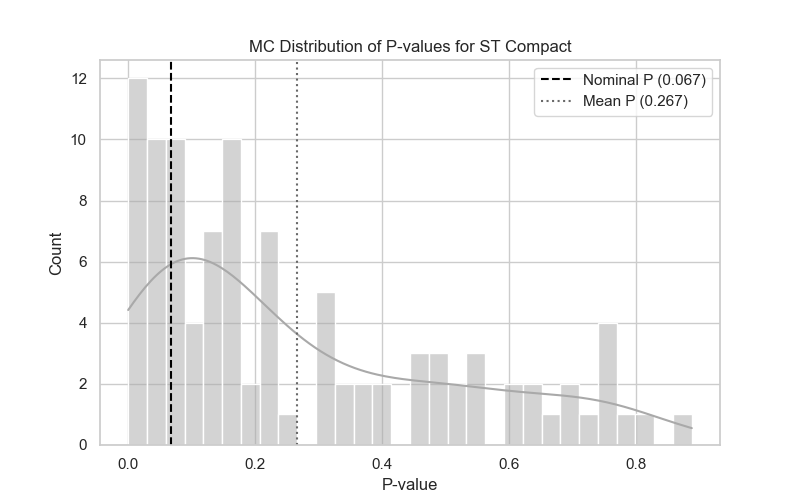 MC Distribution of P-values for ST Compact
Nominal P (0.067)
Mean P (0.267)
Count
12
10
8
6
4
2
0
0.0 0.2 0.4 0.6 0.8
P-value